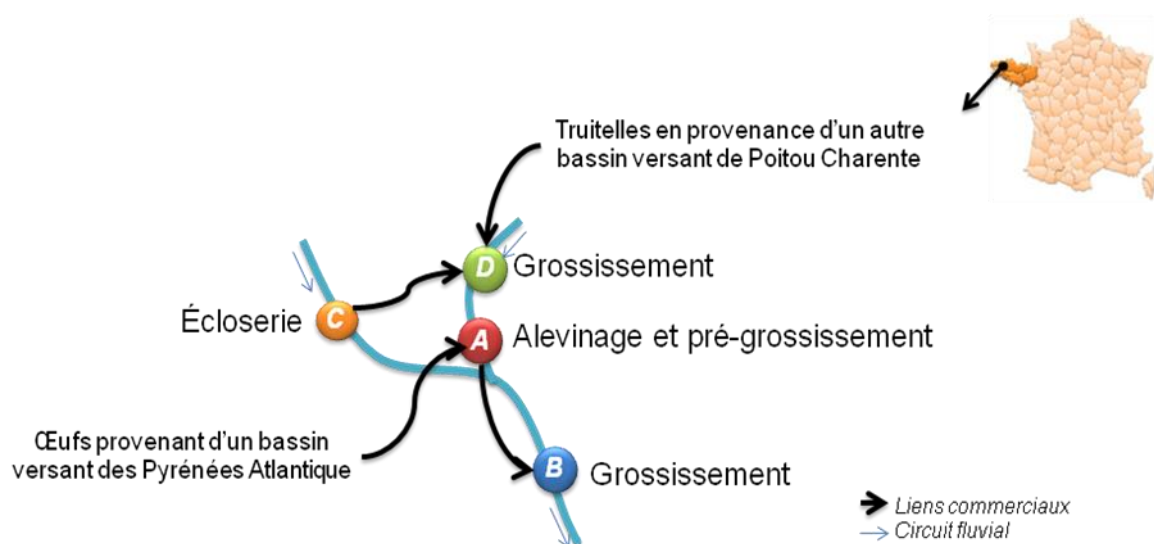 Truitelles en provenance d'un autre
bassin versant de Poitou Charente
D
Grossissement
Écloserie
C
A
Alevinage et pré-grossissement
Œufs provenant d'un bassin
versant des Pyrénées Atlantique
B
Grossissement
Liens commerciaux
Circuit fluvial